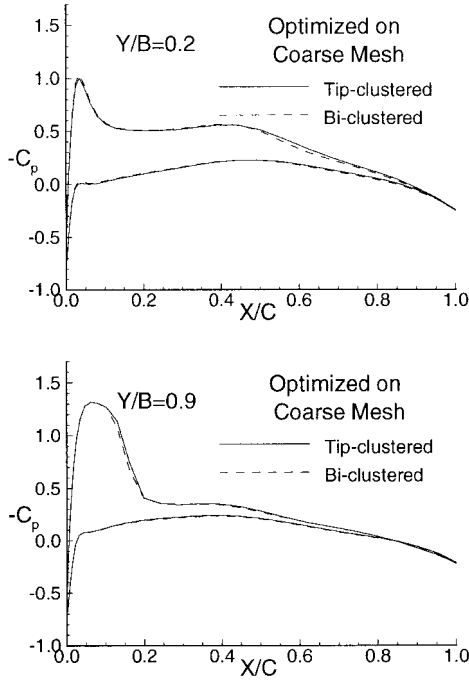 Y/B=0.2
Optimized on
Coarse Mesh
Tip-clustered
Bi-clustered
1.5
1.0
0.5
-Cp
0.0
-0.5
-1.0
0.0 0.2 0.4 0.6 0.8 1.0
X/C
Y/B=0.9
Optimized on
Coarse Mesh
Tip-clustered
Bi-clustered
1.5
1.0
0.5
-Cp
0.0
-0.5
-1.0
0.0 0.2 0.4 0.6 0.8 1.0
X/C